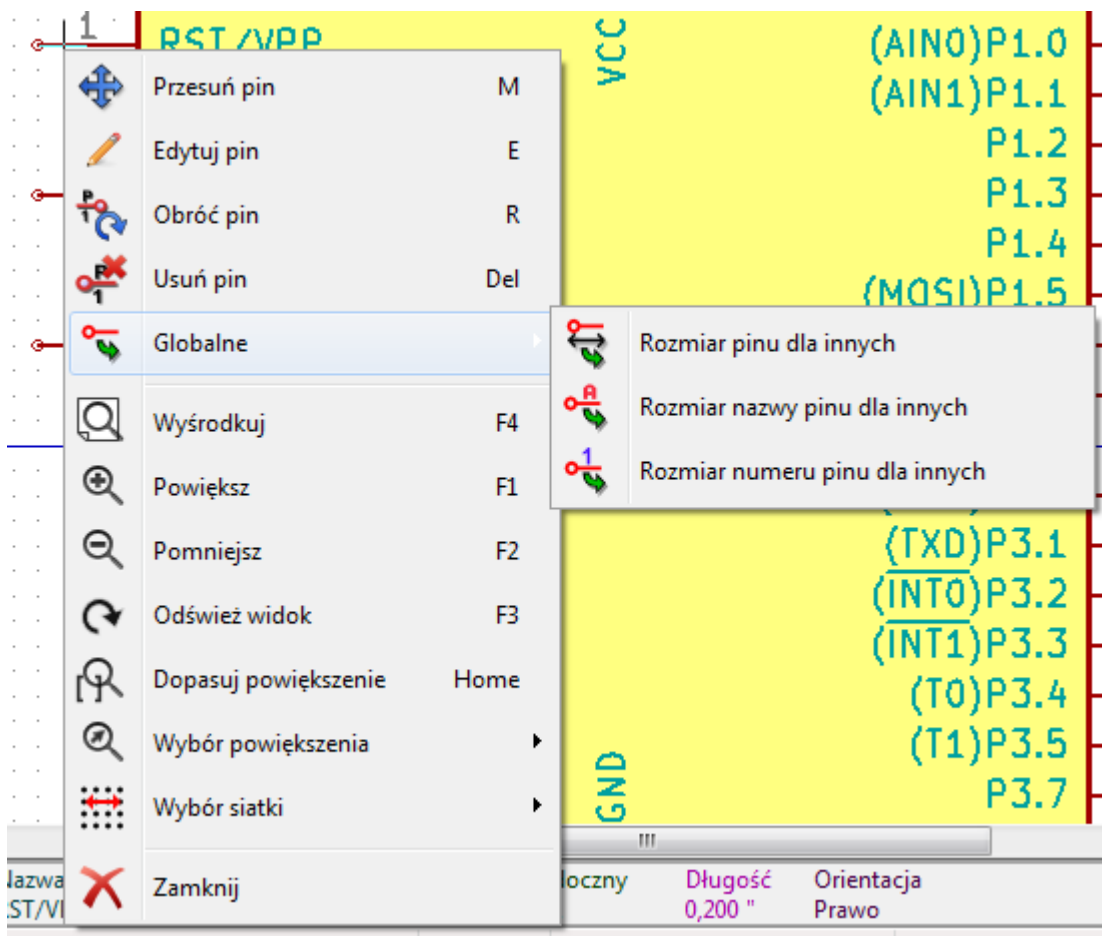 1
RST/VPP
VCC
(AIN0)P1.0
(AIN1)P1.1
P1.2
P1.3
P1.4
(MOSI)P1.5
Przesuń pin M
Edytuj pin E
Obróć pin R
Usuń pin Del
Globalne
Wyśrodkuj F4
Powiększ F1
Pomniejsz F2
Odśwież widok F3
Dopasuj powiększenie Home
Wybór powiększenia
Wybór siatki
Zamknij
Rozmiar pinu dla innych
Rozmiar nazwy pinu dla innych
Rozmiar numeru pinu dla innych
(TXD)P3.1
(INT0)P3.2
(INT1)P3.3
(T0)P3.4
(T1)P3.5
P3.7
GND
Długość Orientacja
0,200 " Prawo